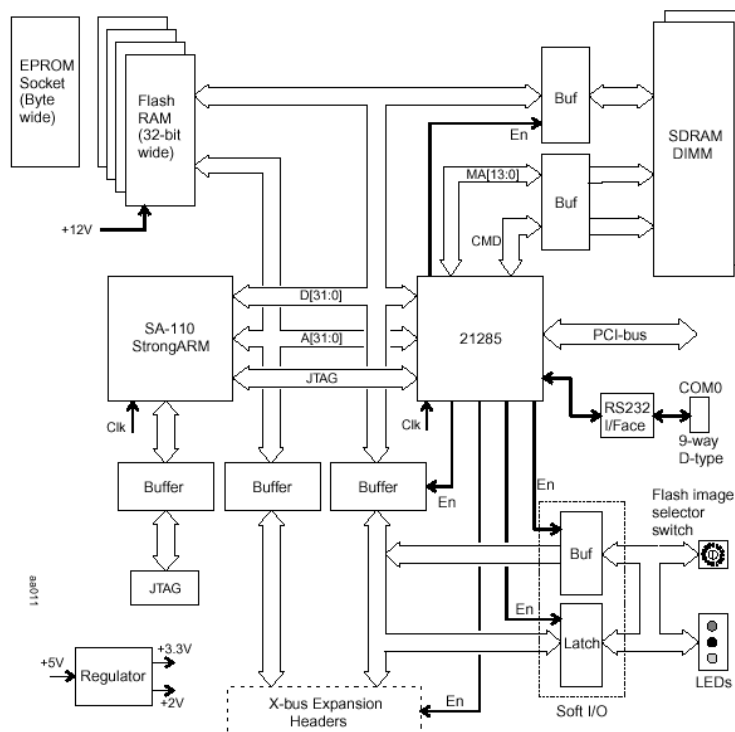 EPROM
Socket
(Byte
wide)
Flash
RAM
(32-bit
wide)
+12V
Buf
En
SDRAM
DIMM
MA[13:0]
Buf
CMD
SA-110
StrongARM
D[31:0]
A[31:0]
JTAG
21285
PCI-bus
Clk
Clk
RS232
I/Face
COM0
9-way
D-type
Buffer
Buffer
Buffer
En
En
Flash image
selector
switch
Buf
JTAG
En
Latch
aa011
+5V
Regulator
+3.3V
+2V
X-bus Expansion
Headers
En
Soft I/O
LEDs